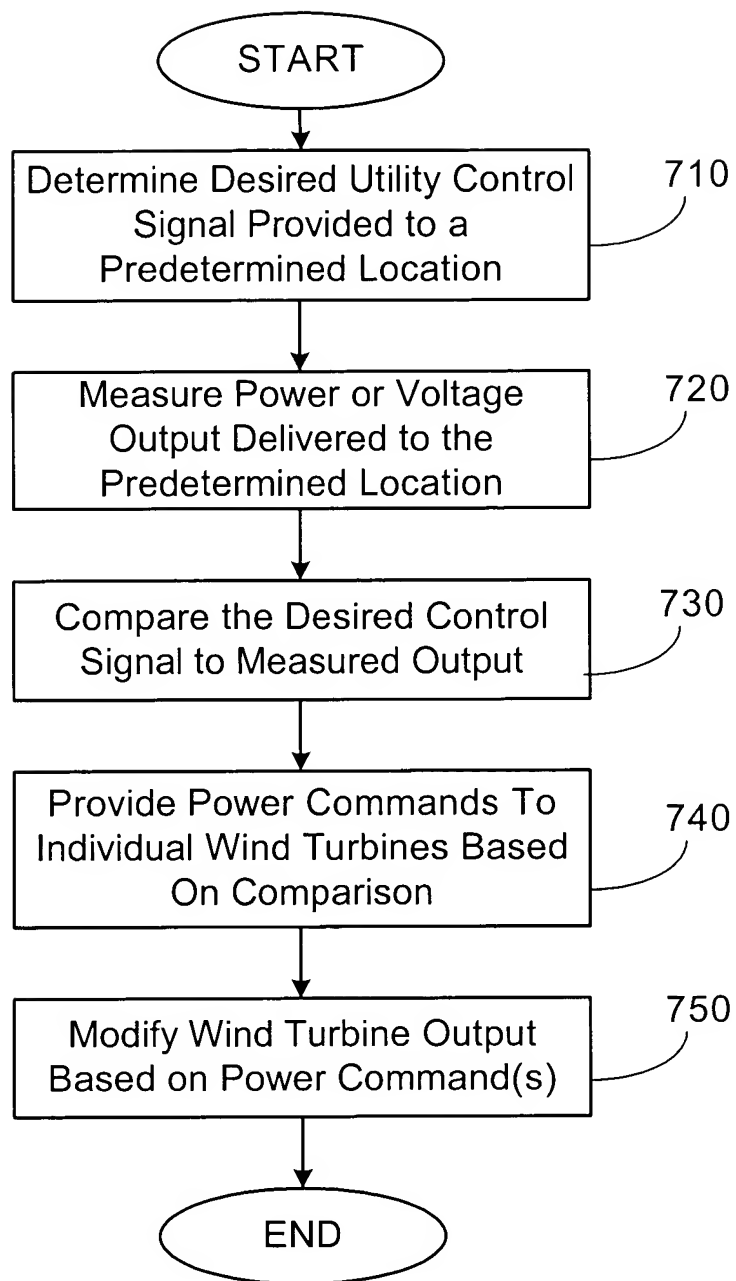 START
Determine Desired Utility Control
Signal Provided to a
Predetermined Location
710
Measure Power or Voltage
Output Delivered to the
Predetermined Location
720
Compare the Desired Control
Signal to Measured Output
730
Provide Power Commands To
Individual Wind Turbines Based
On Comparison
740
Modify Wind Turbine Output
Based on Power Command(s)
750
END